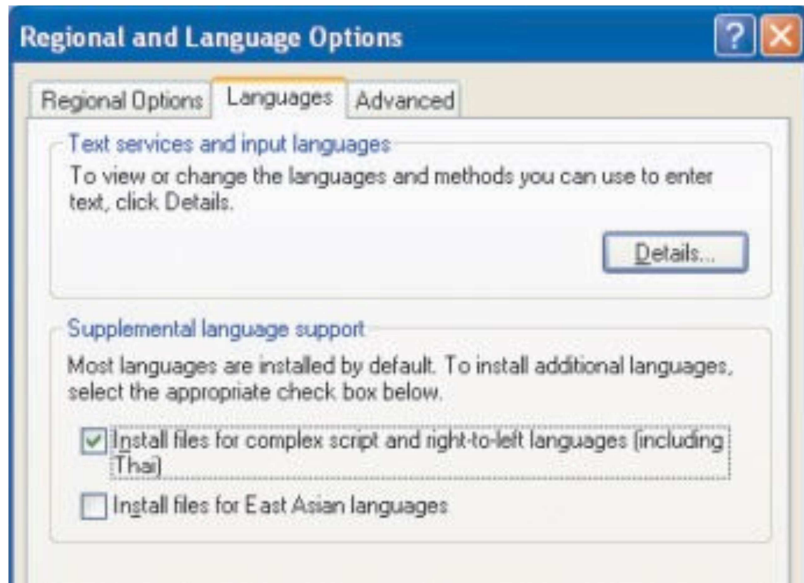 Regional and Language Options
Regional Options Languages Advanced
Text services and input languages
To view or change the languages and methods you can use to enter
text, click Details.
Details...
Supplemental language support
Most languages are installed by default. To install additional languages,
select the appropriate check box below.
Install files for complex script and right-to-left languages (including
Thai)
Install files for East Asian languages